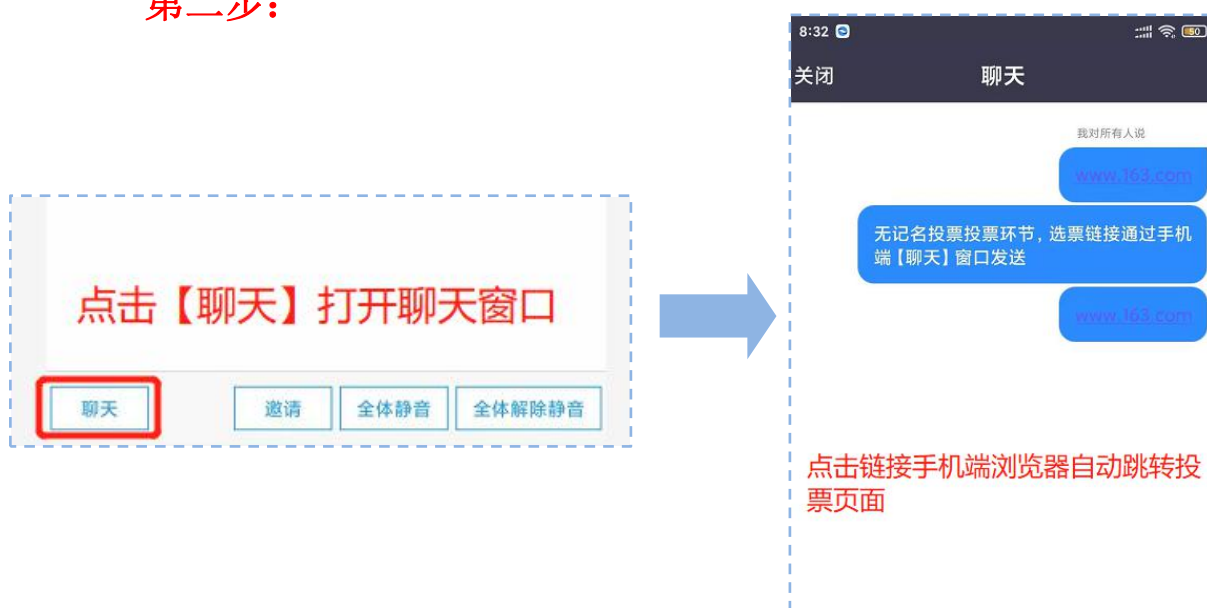 第二步：
点击【聊天】打开聊天窗口
聊天
邀请
全体静音
全体解除静音
8:32
50
关闭
聊天
我对所有人说
www.163.com
无记名投票投票环节，选票链接通过手机
端【聊天】窗口发送
www.163.com
点击链接手机端浏览器自动跳转投
票页面